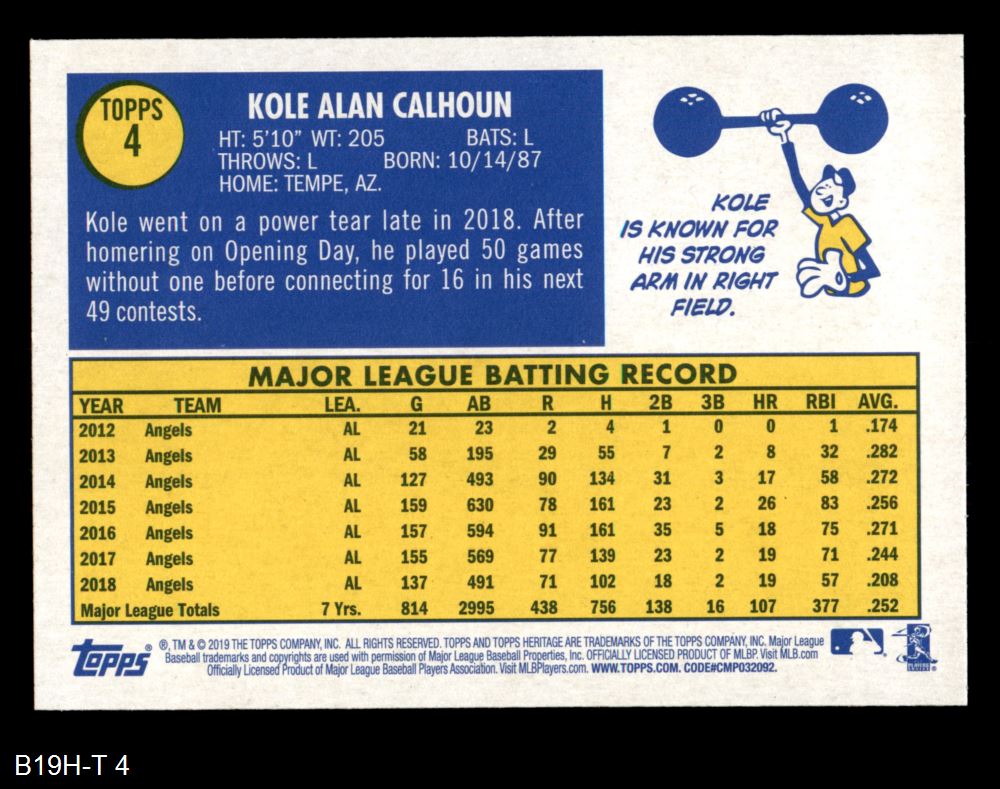 TOPPS
4
KOLE ALAN CALHOUN
HT: 5'10" WT: 205 BATS: L
THROWS: L BORN: 10/14/87
HOME: TEMPE, AZ.
Kole went on a power tear late in 2018. After
homering on Opening Day, he played 50 games
without one before connecting for 16 in his next
49 contests.
KOLE
IS KNOWN FOR
HIS STRONG
ARM IN RIGHT
FIELD.
MAJOR LEAGUE BATTING RECORD
YEAR TEAM LEA. G AB R H 2B 3B HR RBI AVG.
2012 Angels AL 21 23 2 4 1 0 0 1 .174
2013 Angels AL 58 195 29 55 7 2 8 32 .282
2014 Angels AL 127 493 90 134 31 3 17 58 .272
2015 Angels AL 159 630 78 161 23 2 26 83 .256
2016 Angels AL 157 594 91 161 35 5 18 75 .271
2017 Angels AL 155 569 77 139 23 2 19 71 .244
2018 Angels AL 137 491 71 102 18 2 19 57 .208
Major League Totals 7 Yrs. 814 2995 438 756 138 16 107 377 .252
Topps ®, TM & © 2019 THE TOPPS COMPANY, INC. ALL RIGHTS RESERVED. TOPPS AND TOPPS HERITAGE ARE TRADEMARKS OF THE TOPPS COMPANY, INC. Major League
Baseball trademarks and copyrights are used with permission of Major League Baseball Properties, Inc. OFFICIALLY LICENSED PRODUCT OF MLBP. Visit MLB.com
Officially Licensed Product of Major League Baseball Players Association. Visit MLBPlayers.com. WWW.TOPPS.COM. CODE#CMP032092.
B19H-T 4